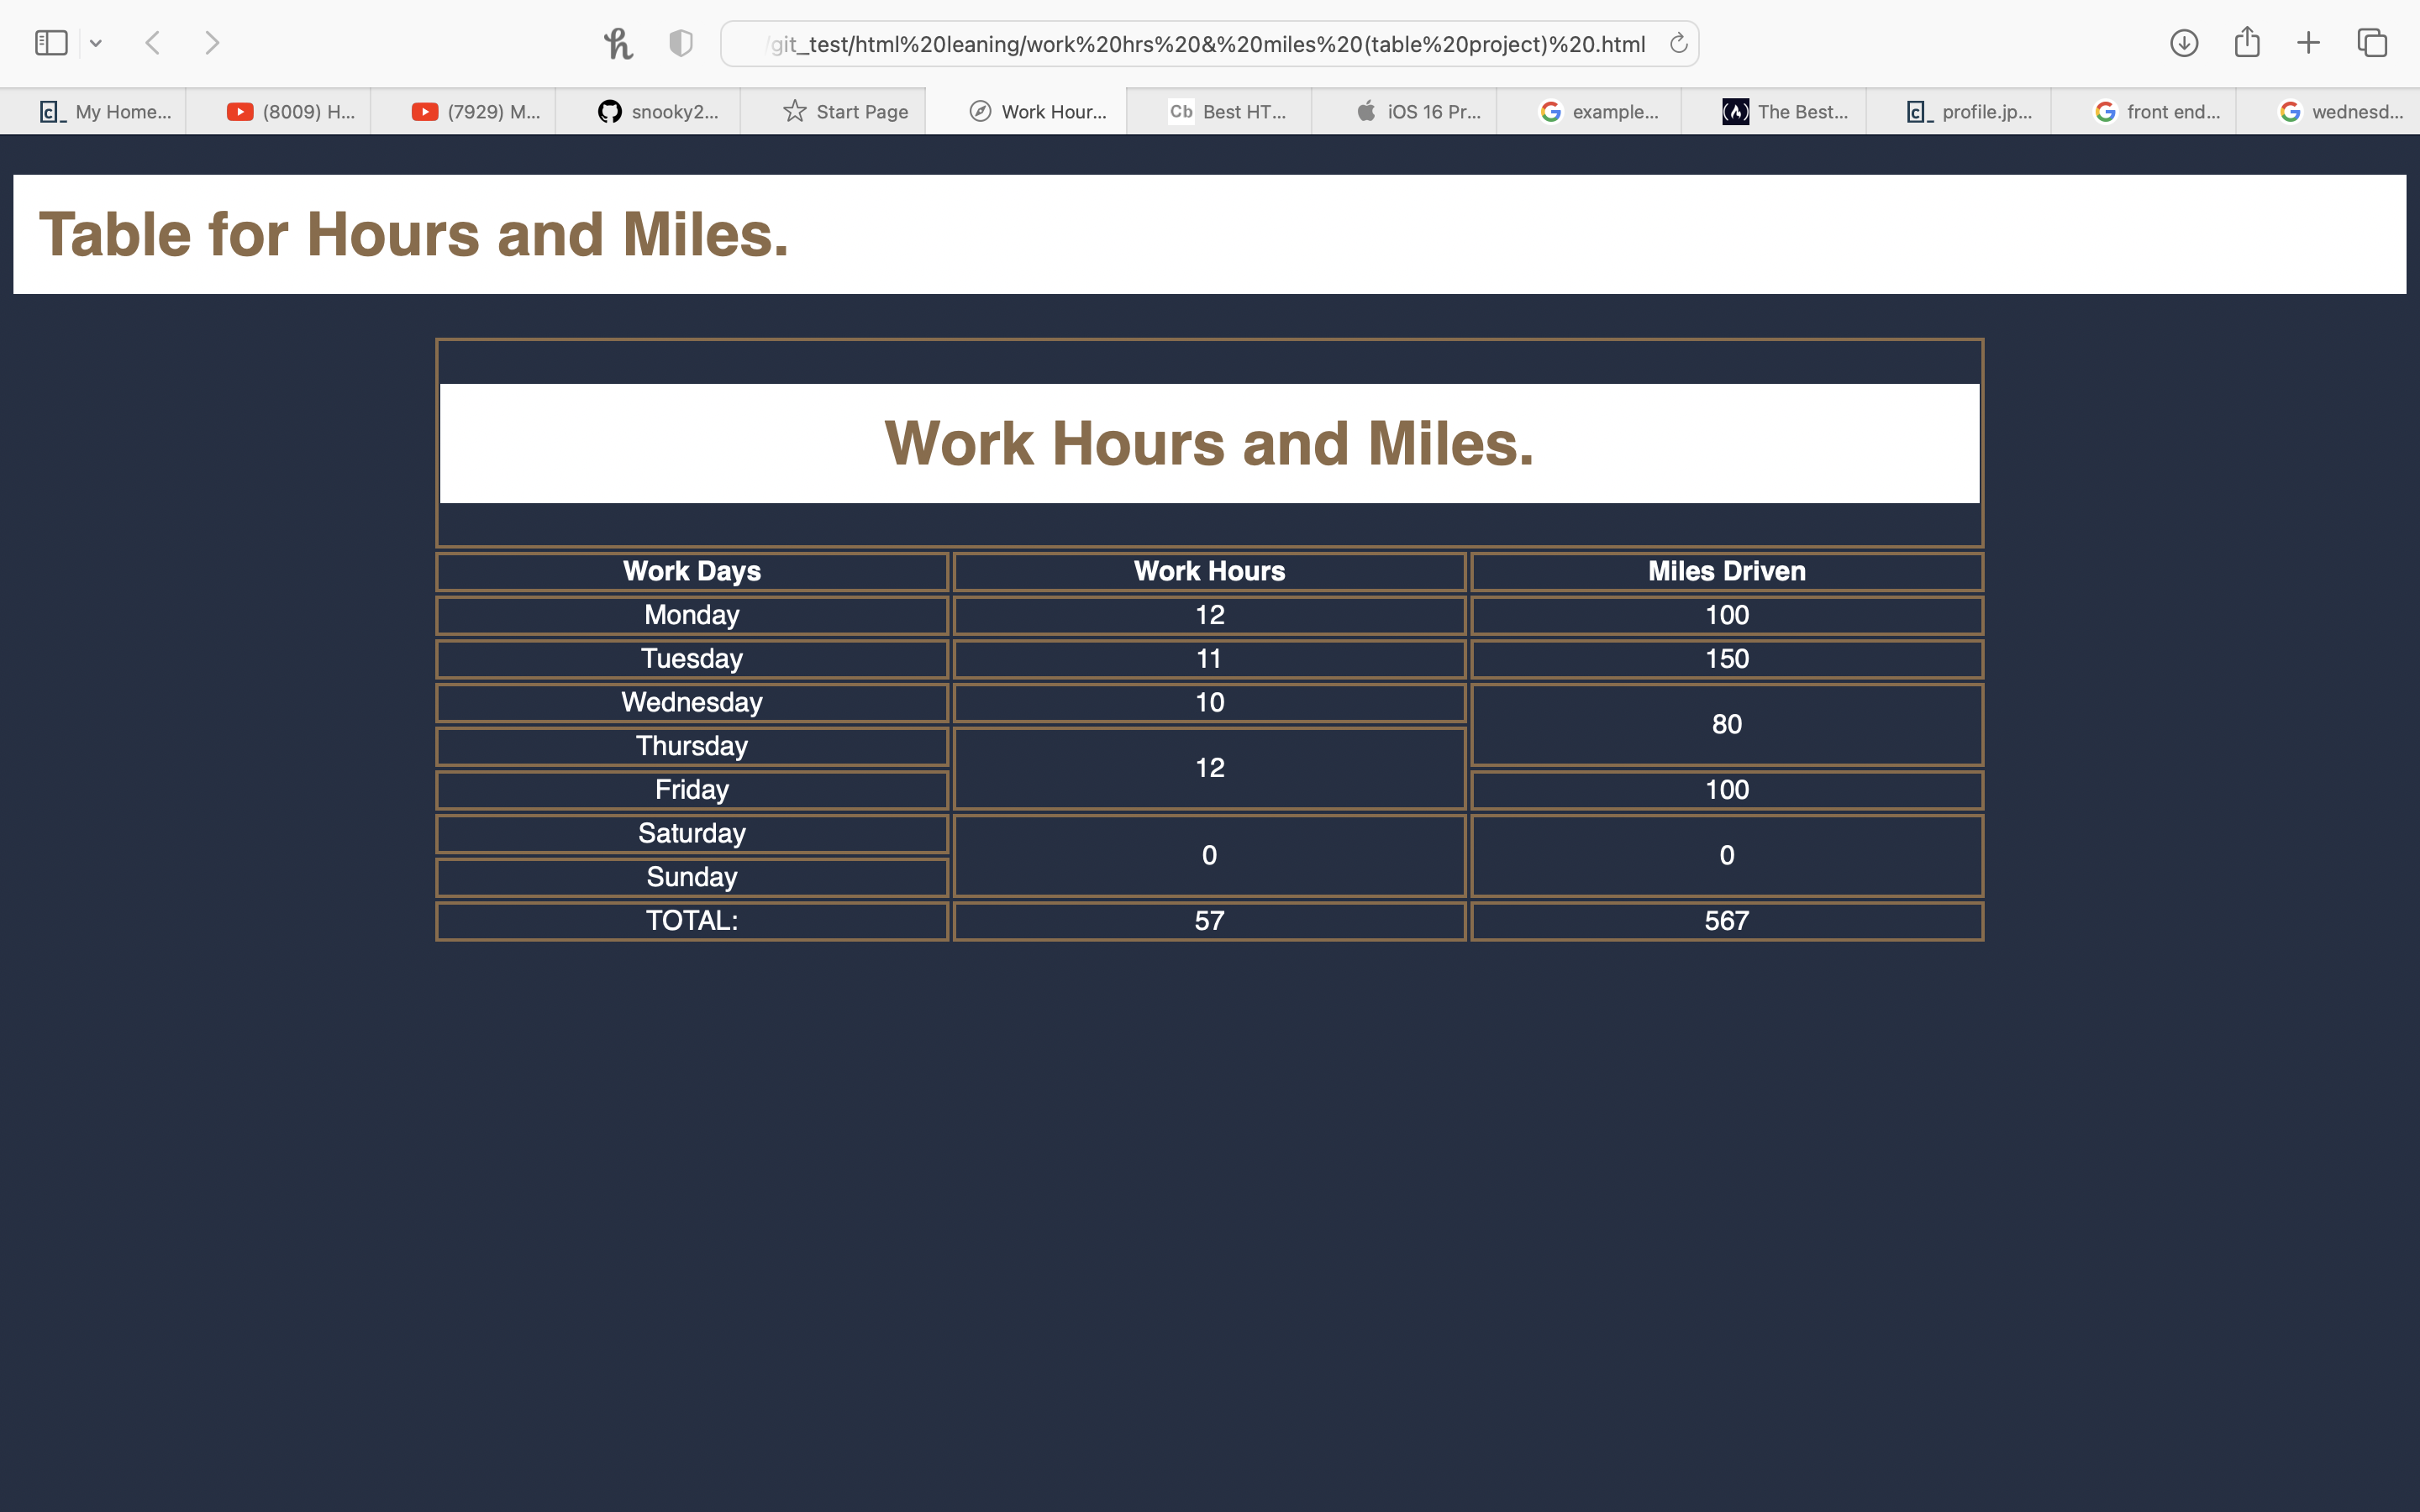 /git_test/html%20leaning/work%20hrs%20&%20miles%20(table%20project)%20.html
My Home... (8009) H... (7929) M... snooky2... Start Page Work Hour... Cb Best HT... iOS 16 Pr... example... The Best... profile.jp... front end... wednesd...
Table for Hours and Miles.
Work Hours and Miles.
Work Days Work Hours Miles Driven
Monday 12 100
Tuesday 11 150
Wednesday 10
80
Thursday
12
Friday 100
Saturday
0 0
Sunday
TOTAL: 57 567